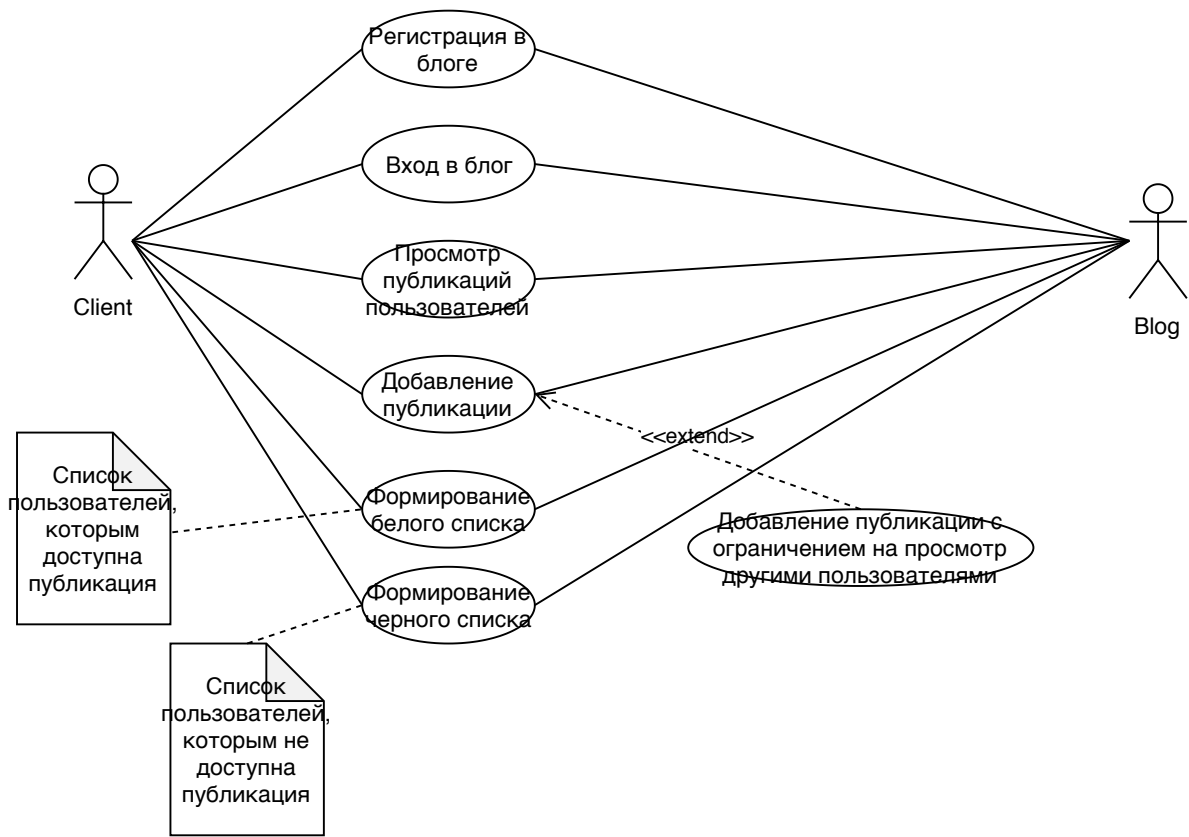 Регистрация в
блоге
Вход в блог
Просмотр
публикаций
пользователей
Client
Blog
Добавление
публикации
<<extend>>
Список
пользователей,
которым
доступна
публикация
Формирование
белого списка
Добавление публикации с
ограничением на просмотр
другими пользователями
Формирование
черного списка
Список
пользователей,
которым не
доступна
публикация